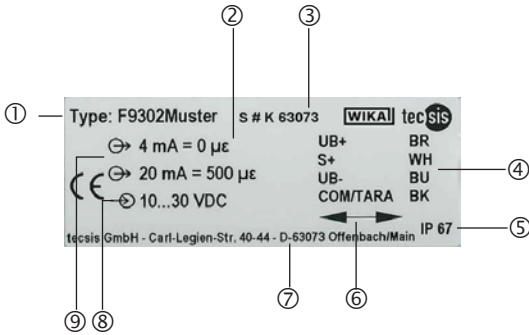 ② ③
① Type: F9302Muster S # K 63073 WIKAI tecsis
4 mA = 0 µε UB+ BR
20 mA = 500 µε S+ WH
UB- BU ④
10...30 VDC COM/TARA BK
IP 67 ⑤
tecsis GmbH - Carl-Legien-Str. 40-44 - D-63073 Offenbach/Main
⑨ ⑧ ⑦ ⑥